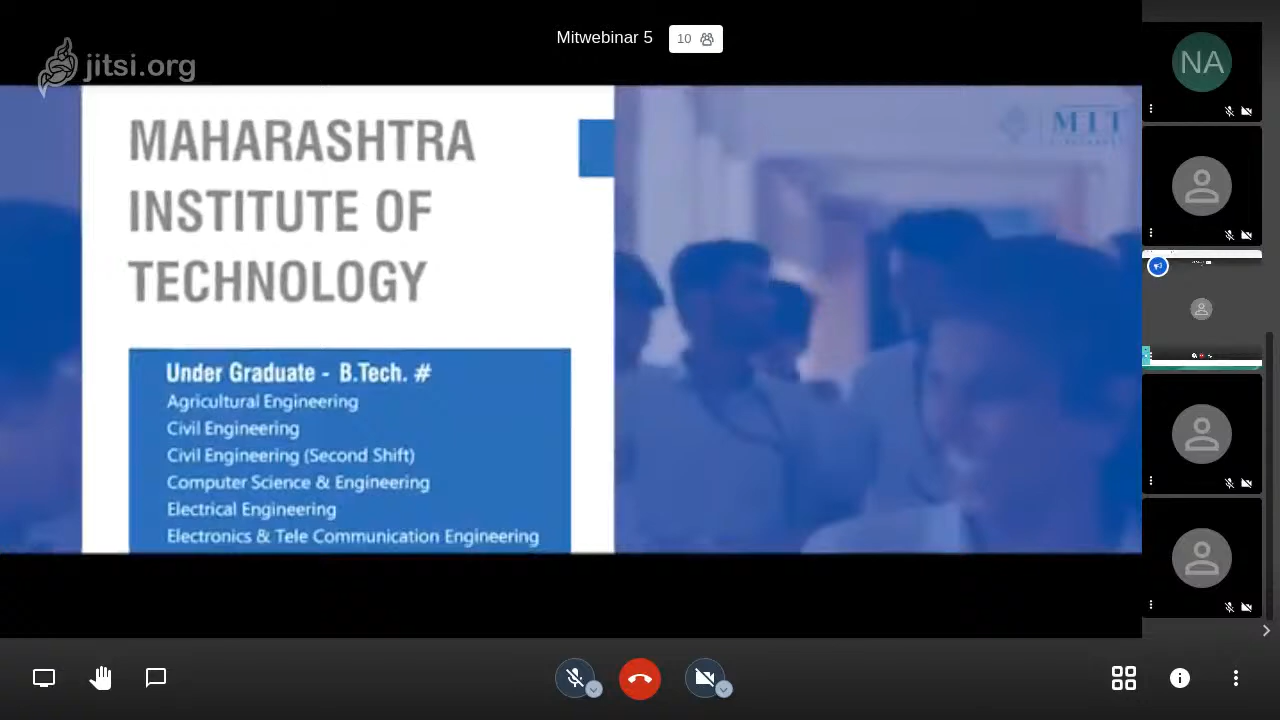 Mitwebinar 5
10
jitsi.org
NA
MIT
MAHARASHTRA
INSTITUTE OF
TECHNOLOGY
Under Graduate - B.Tech. #
Agricultural Engineering
Civil Engineering
Civil Engineering (Second Shift)
Computer Science & Engineering
Electrical Engineering
Electronics & Tele Communication Engineering